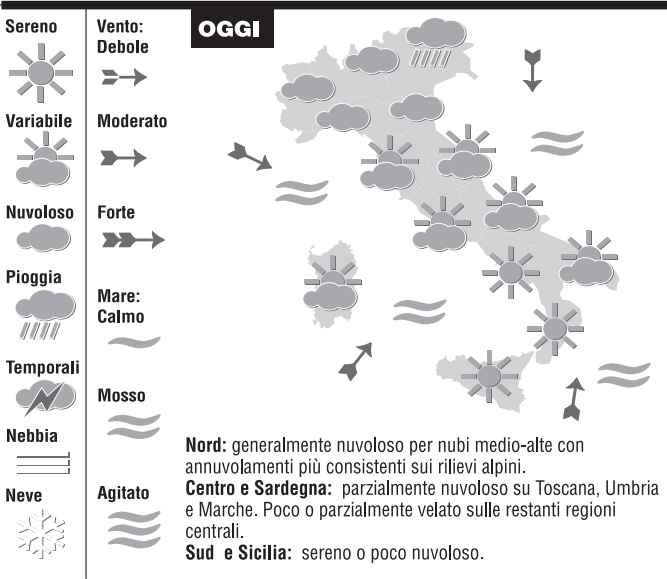 Sereno
Variabile
Nuvoloso
Pioggia
Temporali
Nebbia
Neve
Vento:
Debole
Moderato
Forte
Mare:
Calmo
Mosso
Agitato
OGGI
Nord: generalmente nuvoloso per nubi medio-alte con
annuvolamenti più consistenti sui rilievi alpini.
Centro e Sardegna: parzialmente nuvoloso su Toscana, Umbria
e Marche. Poco o parzialmente velato sulle restanti regioni
centrali.
Sud e Sicilia: sereno o poco nuvoloso.